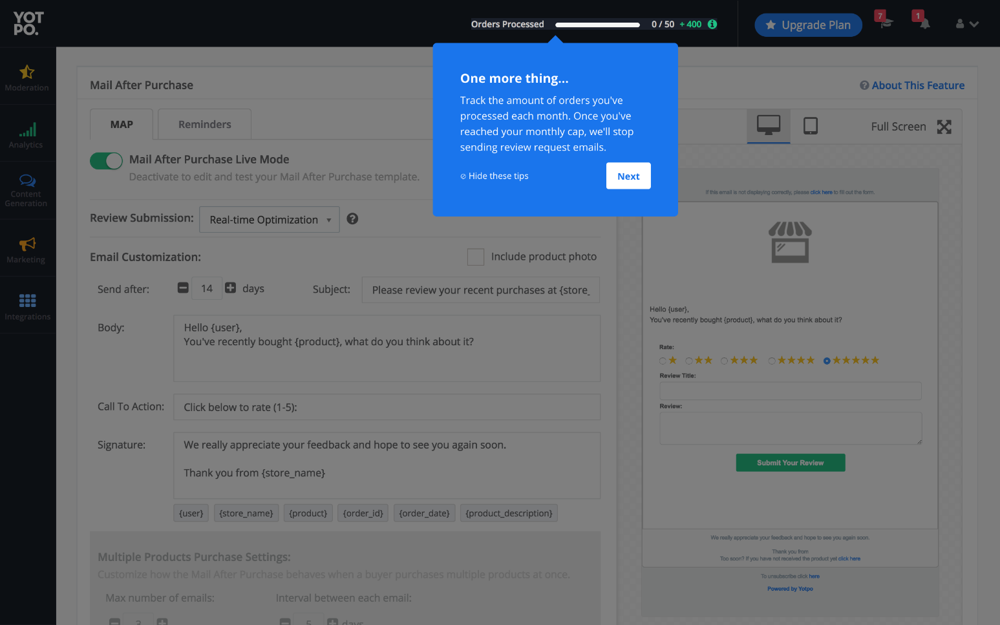 YOT
PO.
Orders Processed 0 / 50 + 400
Upgrade Plan
7
1
Moderation
Analytics
Content
Generation
Marketing
Integrations
One more thing...
Track the amount of orders you've
processed each month. Once you've
reached your monthly cap, we'll stop
sending review request emails.
Hide these tips
Next
Mail After Purchase
? About This Feature
MAP
Reminders
Full Screen
Mail After Purchase Live Mode
Deactivate to edit and test your Mail After Purchase template.
Review Submission: Real-time Optimization ?
Email Customization:
Include product photo
Send after: 14 days
Subject: Please review your recent purchases at {store_
Body:
Hello {user},
You've recently bought {product}, what do you think about it?
Call To Action: Click below to rate (1-5):
Signature:
We really appreciate your feedback and hope to see you again soon.
Thank you from {store_name}
{user} {store_name} {product} {order_id} {order_date} {product_description}
Multiple Products Purchase Settings:
Customize how the Mail After Purchase behaves when a buyer purchases multiple products at once.
Max number of emails:
Interval between each email:
3
5 days
If this email is not displaying correctly, please click here to fill out the form.
Hello {user},
You've recently bought {product}, what do you think about it?
Rate:
Review Title:
Review:
Submit Your Review
We really appreciate your feedback and hope to see you again soon.
Thank you from
Too soon? If you have not received the product yet click here
To unsubscribe click here
Powered by Yotpo